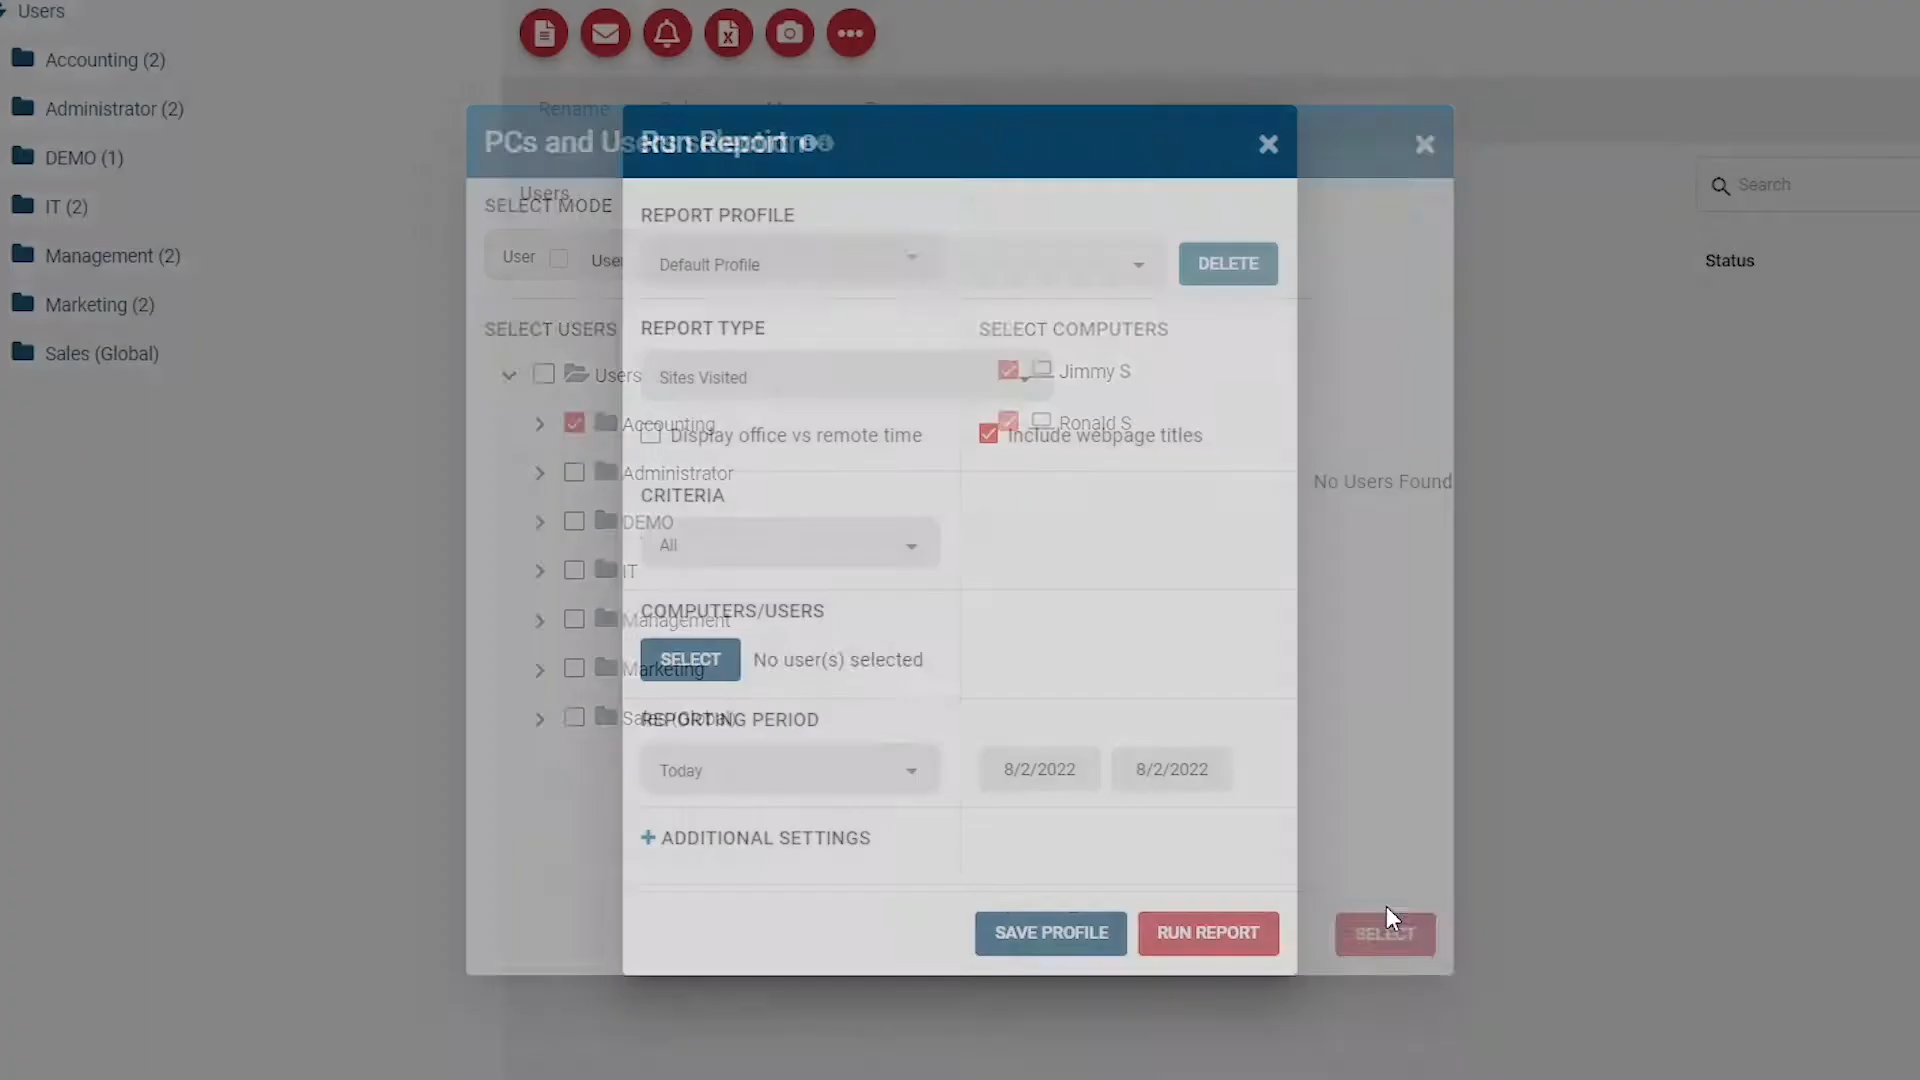 Users
Accounting (2)
Administrator (2)
DEMO (1)
IT (2)
Management (2)
Marketing (2)
Sales (Global)
Rename
PCs and Users selection
Run Report
Users
SELECT MODE
User
User
SELECT USERS
Users
Accounting
Administrator
DEMO
IT
Management
Marketing
Sales (Global)
REPORT PROFILE
Default Profile
DELETE
REPORT TYPE
Sites Visited
SELECT COMPUTERS
Jimmy S
Ronald S
Display office vs remote time
Include webpage titles
CRITERIA
All
COMPUTERS/USERS
SELECT
No user(s) selected
REPORTING PERIOD
Today
8/2/2022
8/2/2022
ADDITIONAL SETTINGS
SAVE PROFILE
RUN REPORT
SELECT
Search
Status
No Users Found